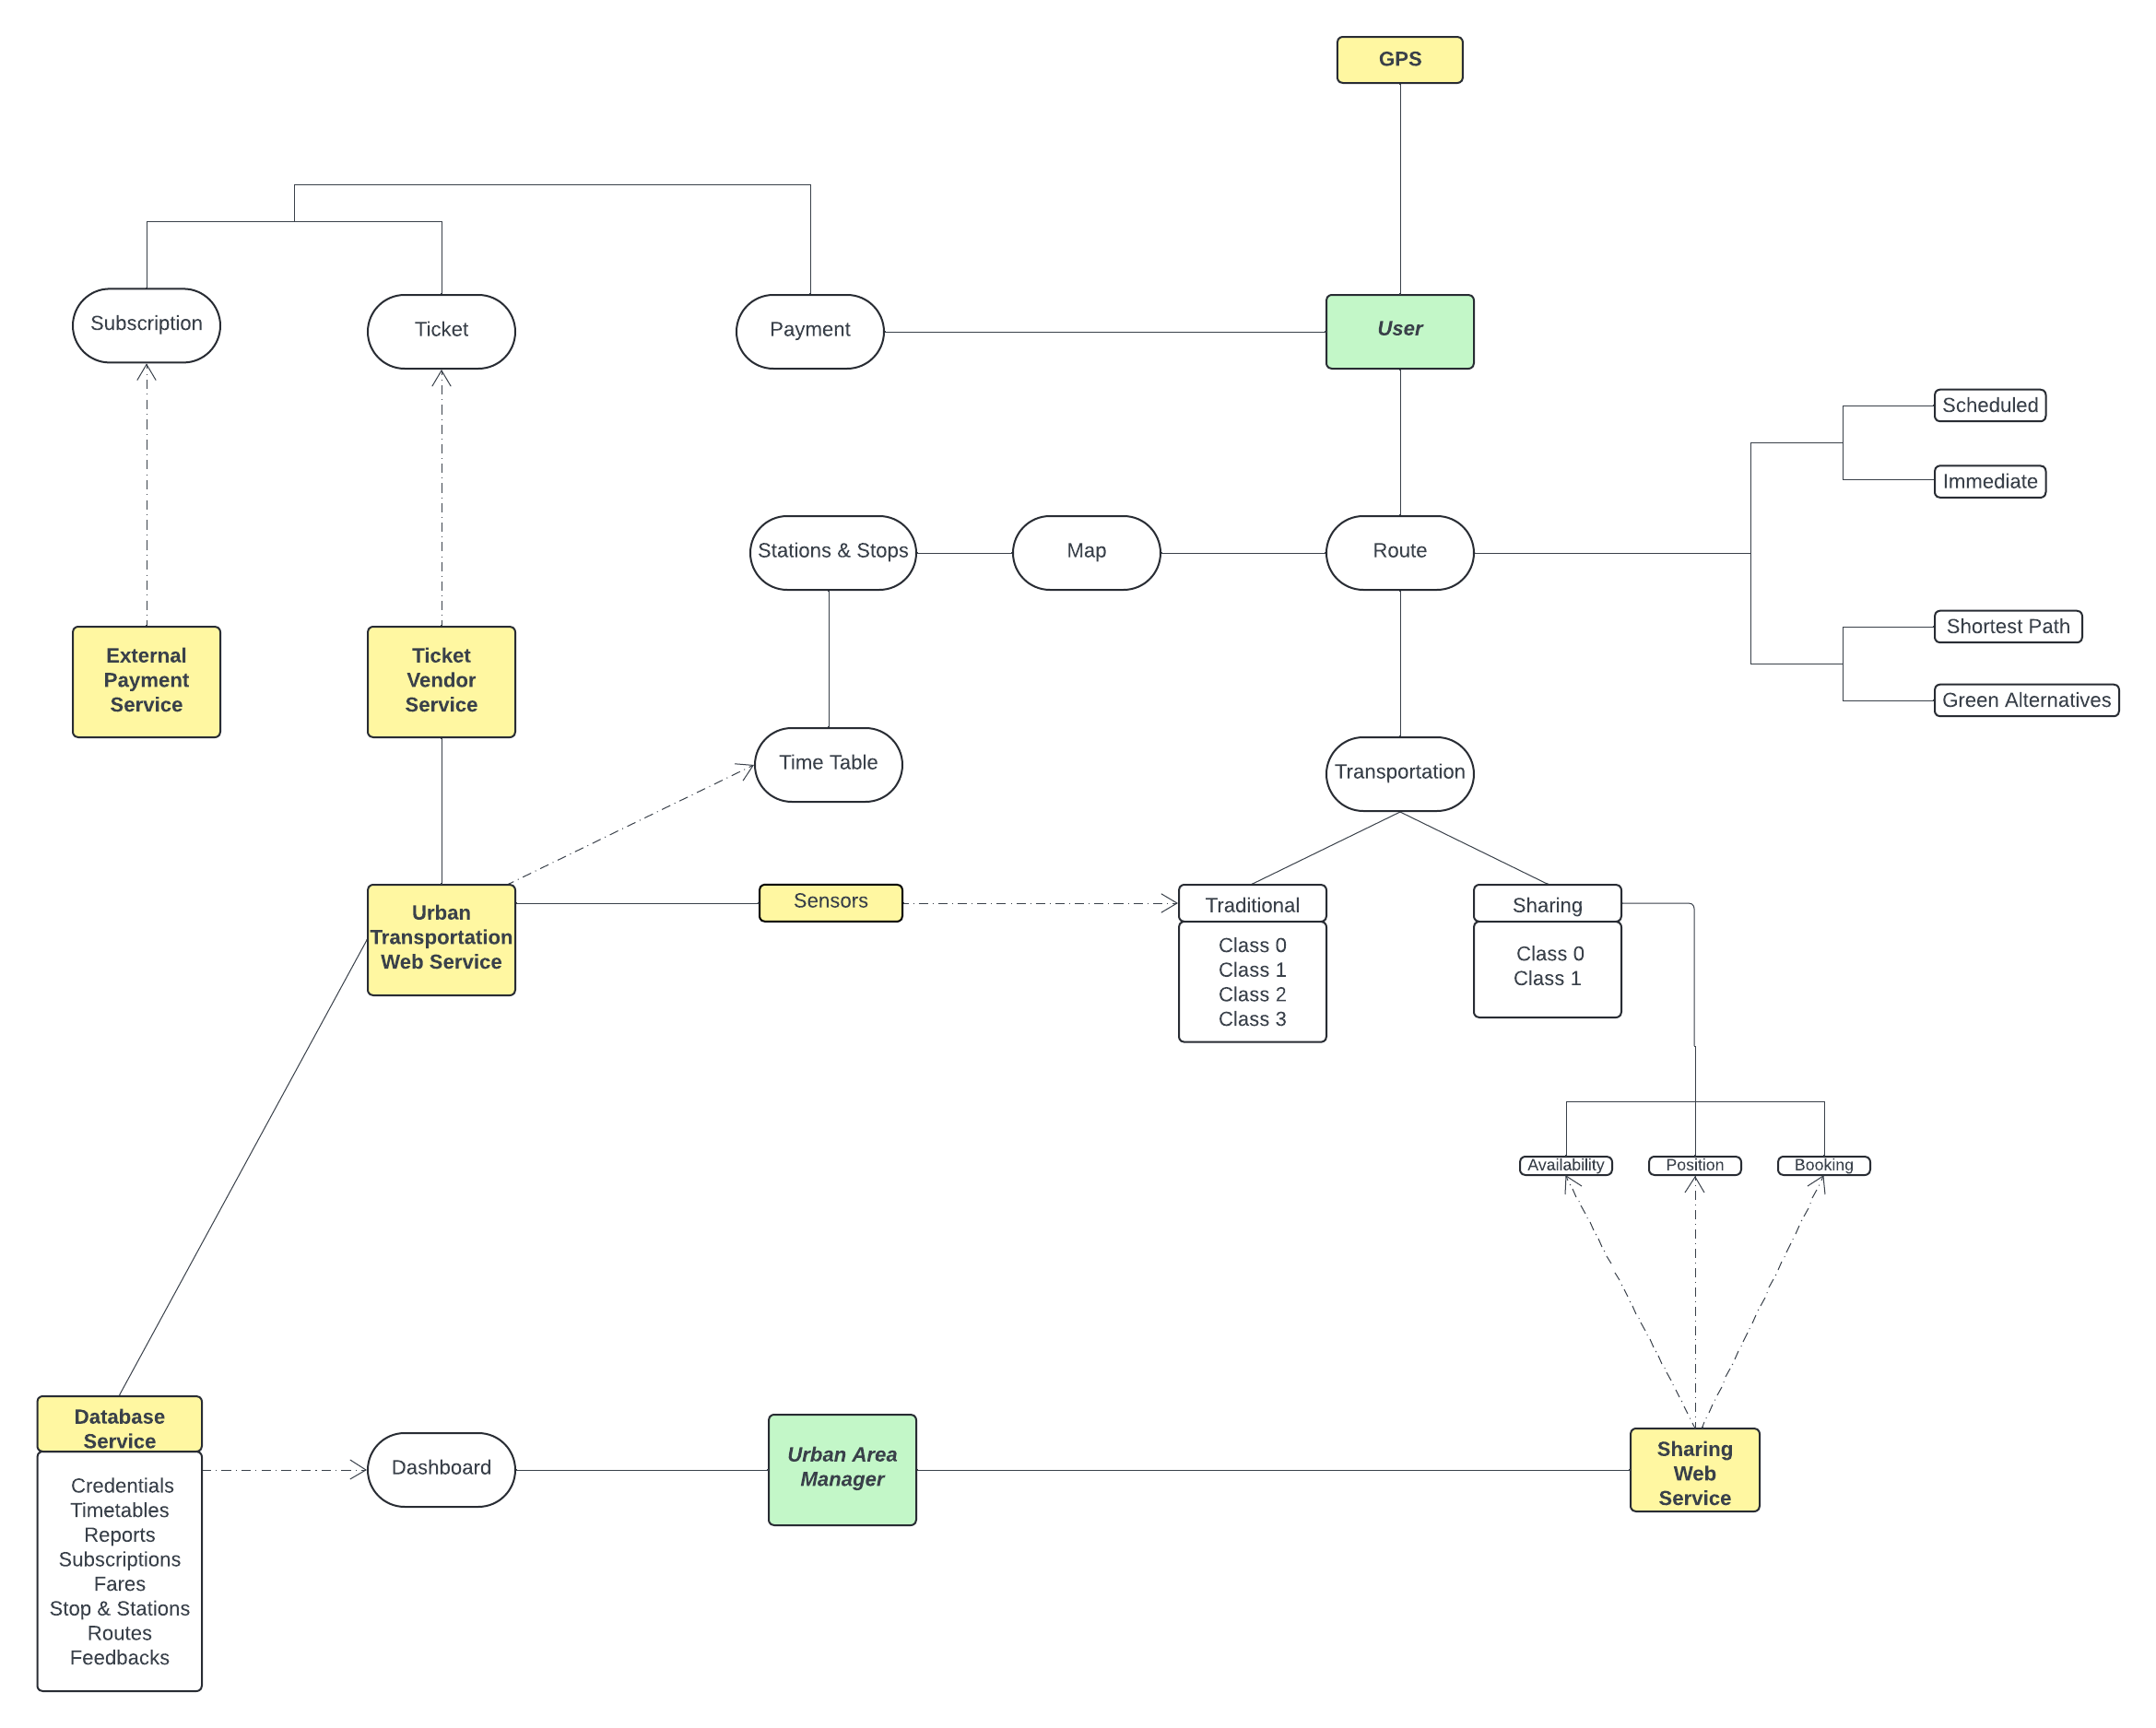 GPS
Subscription
Ticket
Payment
User
Scheduled
Immediate
Stations & Stops
Map
Route
Shortest Path
Green Alternatives
External
Payment
Service
Ticket
Vendor
Service
Time Table
Transportation
Urban
Transportation
Web Service
Sensors
Traditional
Class 0
Class 1
Class 2
Class 3
Sharing
Class 0
Class 1
Availability
Position
Booking
Database
Service
Credentials
Timetables
Reports
Subscriptions
Fares
Stop & Stations
Routes
Feedbacks
Dashboard
Urban Area
Manager
Sharing
Web
Service